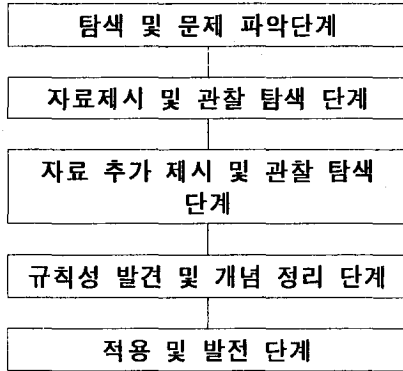 탐색 및 문제 파악단계
자료제시 및 관찰 탐색 단계
자료 추가 제시 및 관찰 탐색
단계
규칙성 발견 및 개념 정리 단계
적용 및 발전 단계